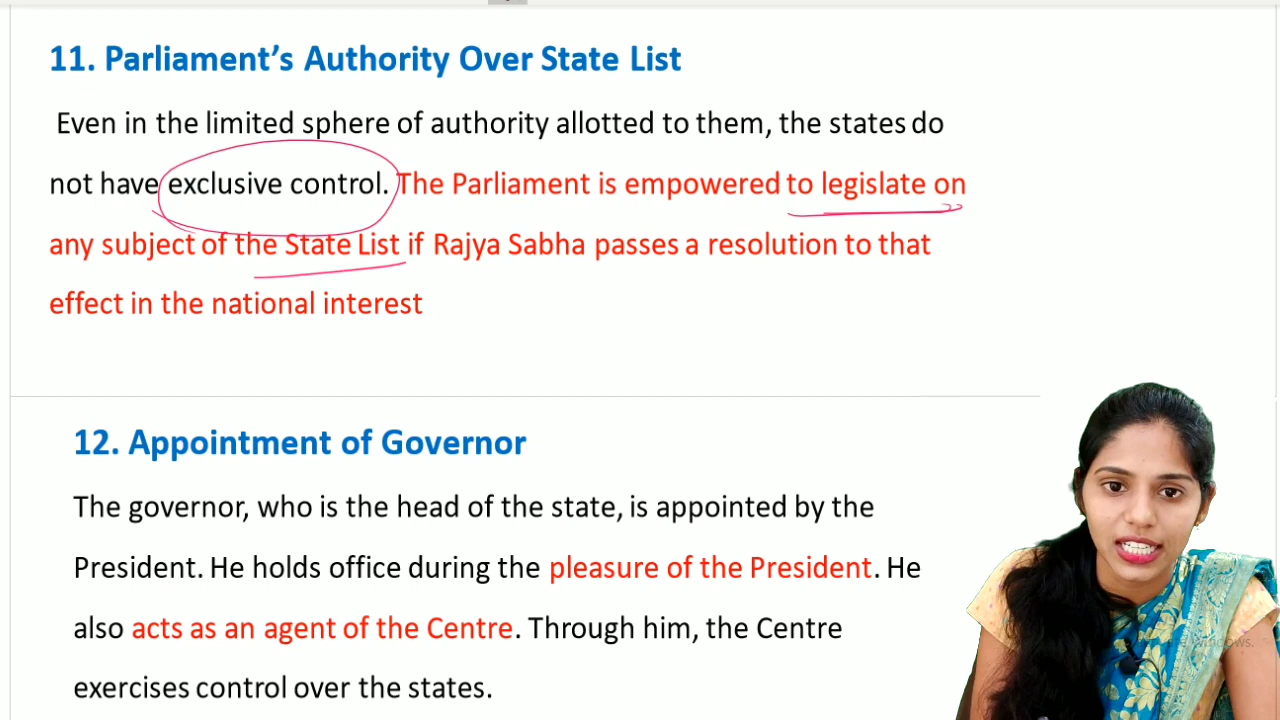 11. Parliament’s Authority Over State List
Even in the limited sphere of authority allotted to them, the states do
not have exclusive control. The Parliament is empowered to legislate on
any subject of the State List if Rajya Sabha passes a resolution to that
effect in the national interest
12. Appointment of Governor
The governor, who is the head of the state, is appointed by the
President. He holds office during the pleasure of the President. He
also acts as an agent of the Centre. Through him, the Centre
exercises control over the states.